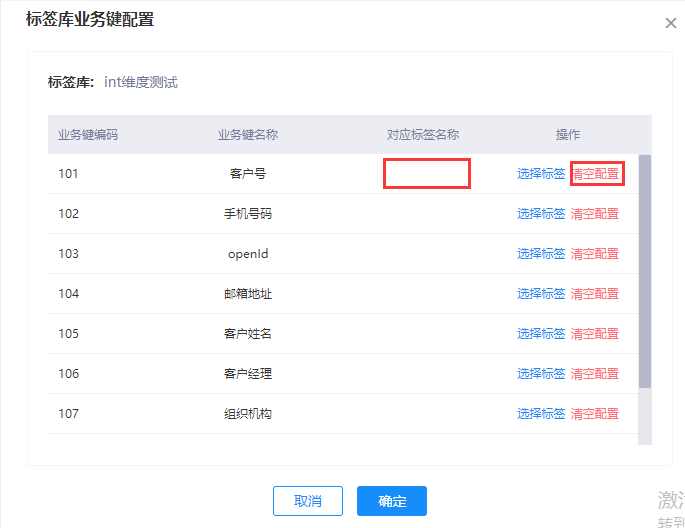 标签库业务键配置
标签库: int维度测试
业务键编码 业务键名称 对应标签名称 操作
101 客户号 选择标签 清空配置
102 手机号码 选择标签 清空配置
103 openId 选择标签 清空配置
104 邮箱地址 选择标签 清空配置
105 客户姓名 选择标签 清空配置
106 客户经理 选择标签 清空配置
107 组织机构 选择标签 清空配置
取消 确定
激
转到